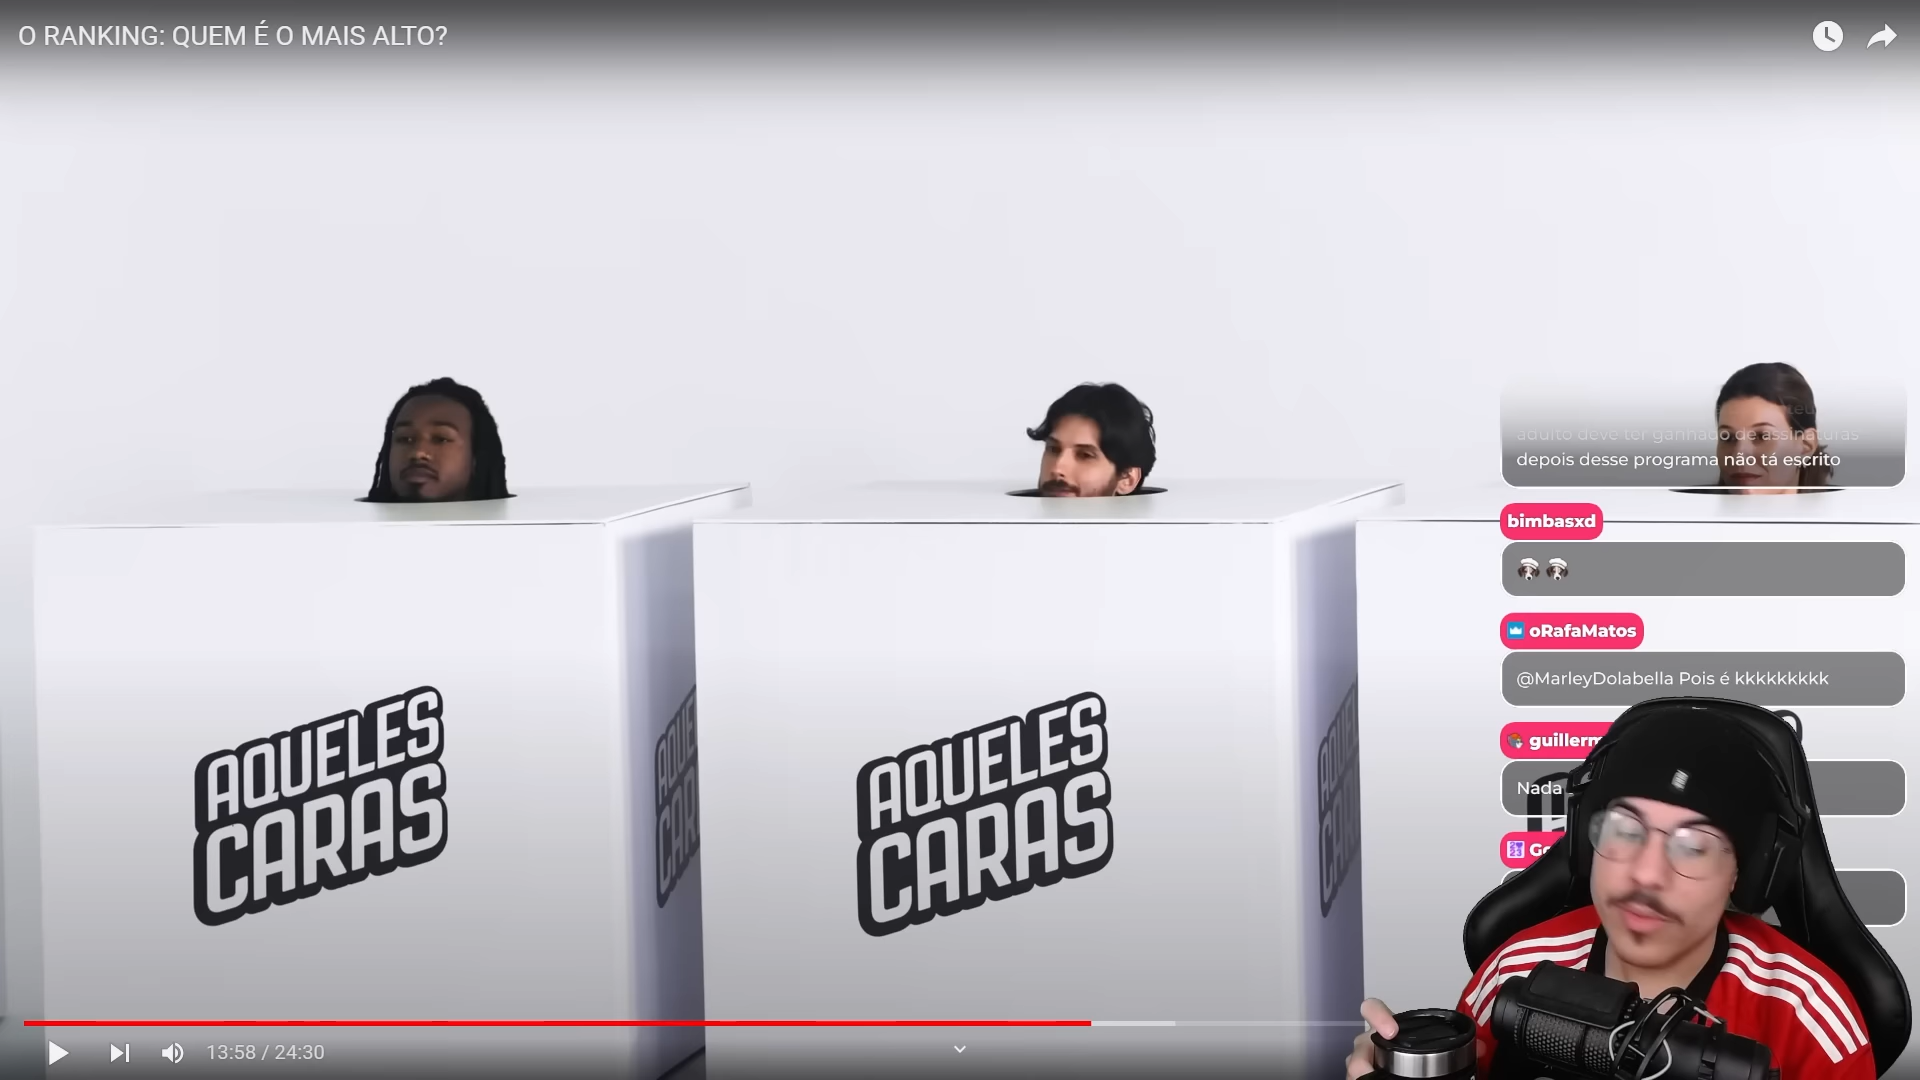 O RANKING: QUEM É O MAIS ALTO?
adulto deve ter ganhado de assinaturas
depois desse programa não tá escrito
bimbasxd
oRafaMatos
@MarleyDolabella Pois é kkkkkkkkk
Nada
AQUELES
CARAS
AQUELES
CARAS
13:58 / 24:30